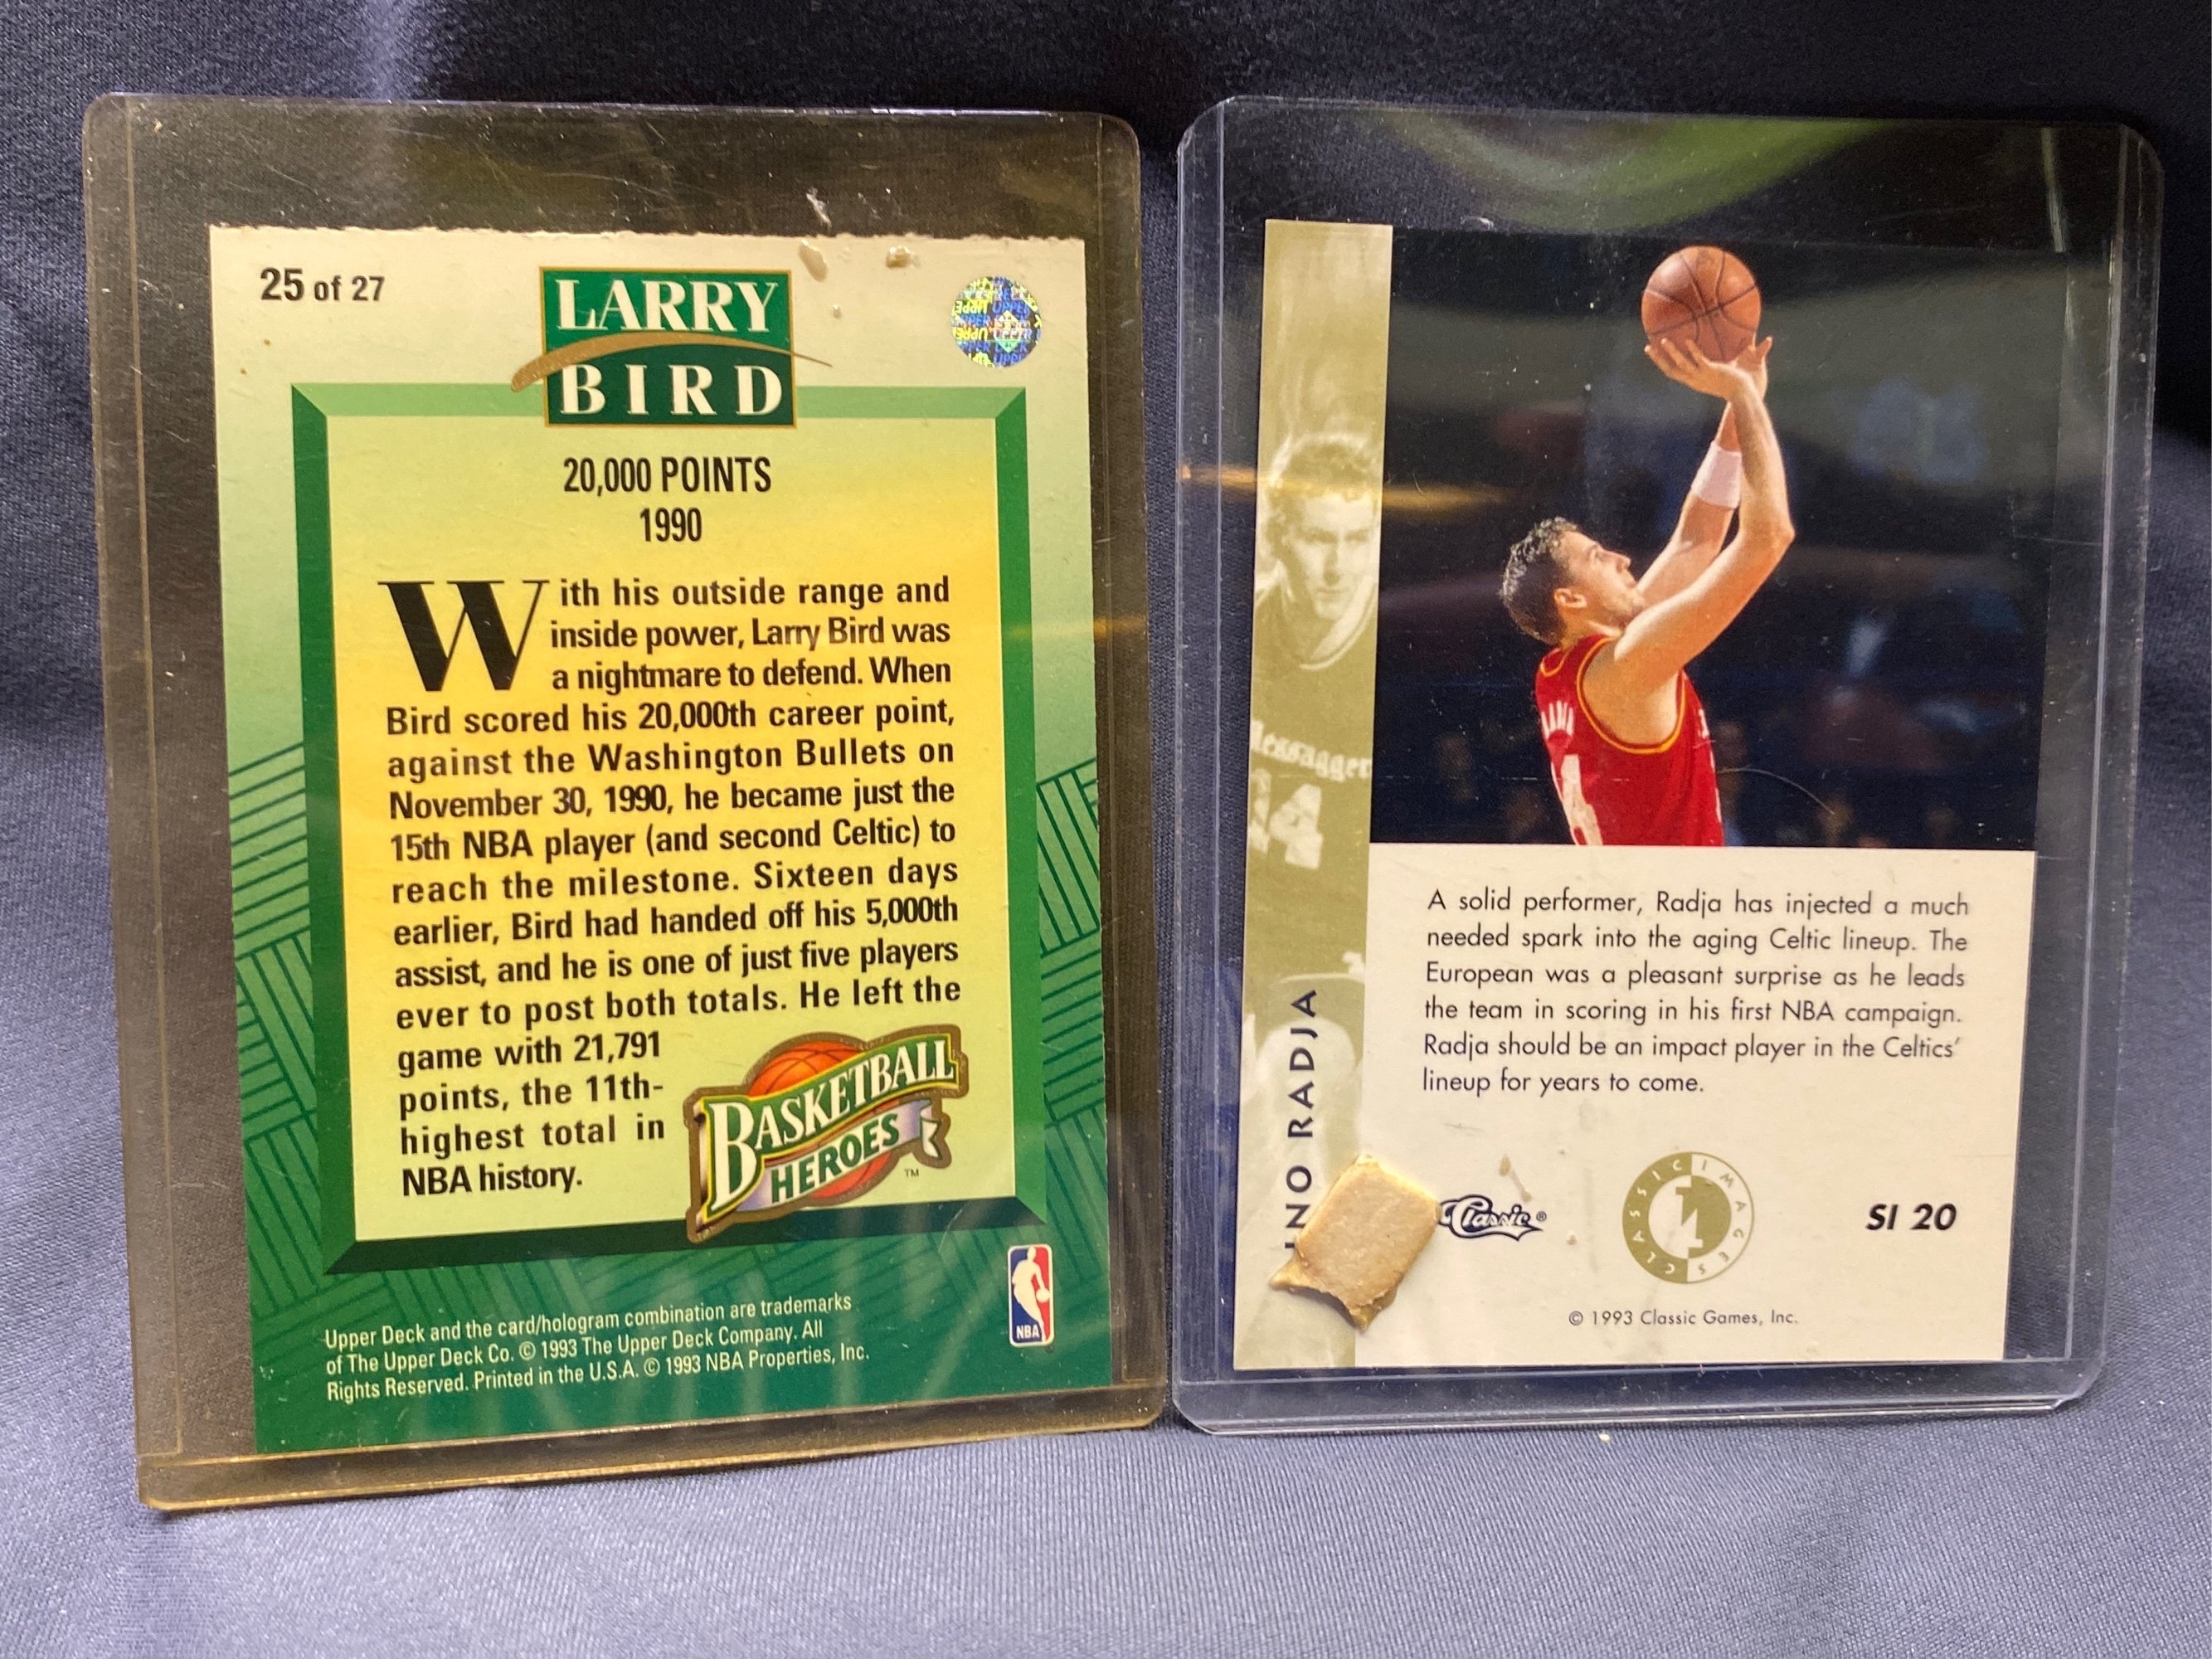 25 of 27
LARRY
BIRD
20,000 POINTS
1990
With his outside range and
inside power, Larry Bird was
a nightmare to defend. When
Bird scored his 20,000th career point,
against the Washington Bullets on
November 30, 1990, he became just the
15th NBA player (and second Celtic) to
reach the milestone. Sixteen days
earlier, Bird had handed off his 5,000th
assist, and he is one of just five players
ever to post both totals. He left the
game with 21,791
points, the 11th-
highest total in
NBA history.
BASKETBALL
HEROES
™
NBA
Upper Deck and the card/hologram combination are trademarks
of The Upper Deck Co. © 1993 The Upper Deck Company. All
Rights Reserved. Printed in the U.S.A. © 1993 NBA Properties, Inc.
essagger
14
INO RADJA
A solid performer, Radja has injected a much
needed spark into the aging Celtic lineup. The
European was a pleasant surprise as he leads
the team in scoring in his first NBA campaign.
Radja should be an impact player in the Celtics'
lineup for years to come.
Classic®
CLASSIC IMAGES
SI 20
© 1993 Classic Games, Inc.